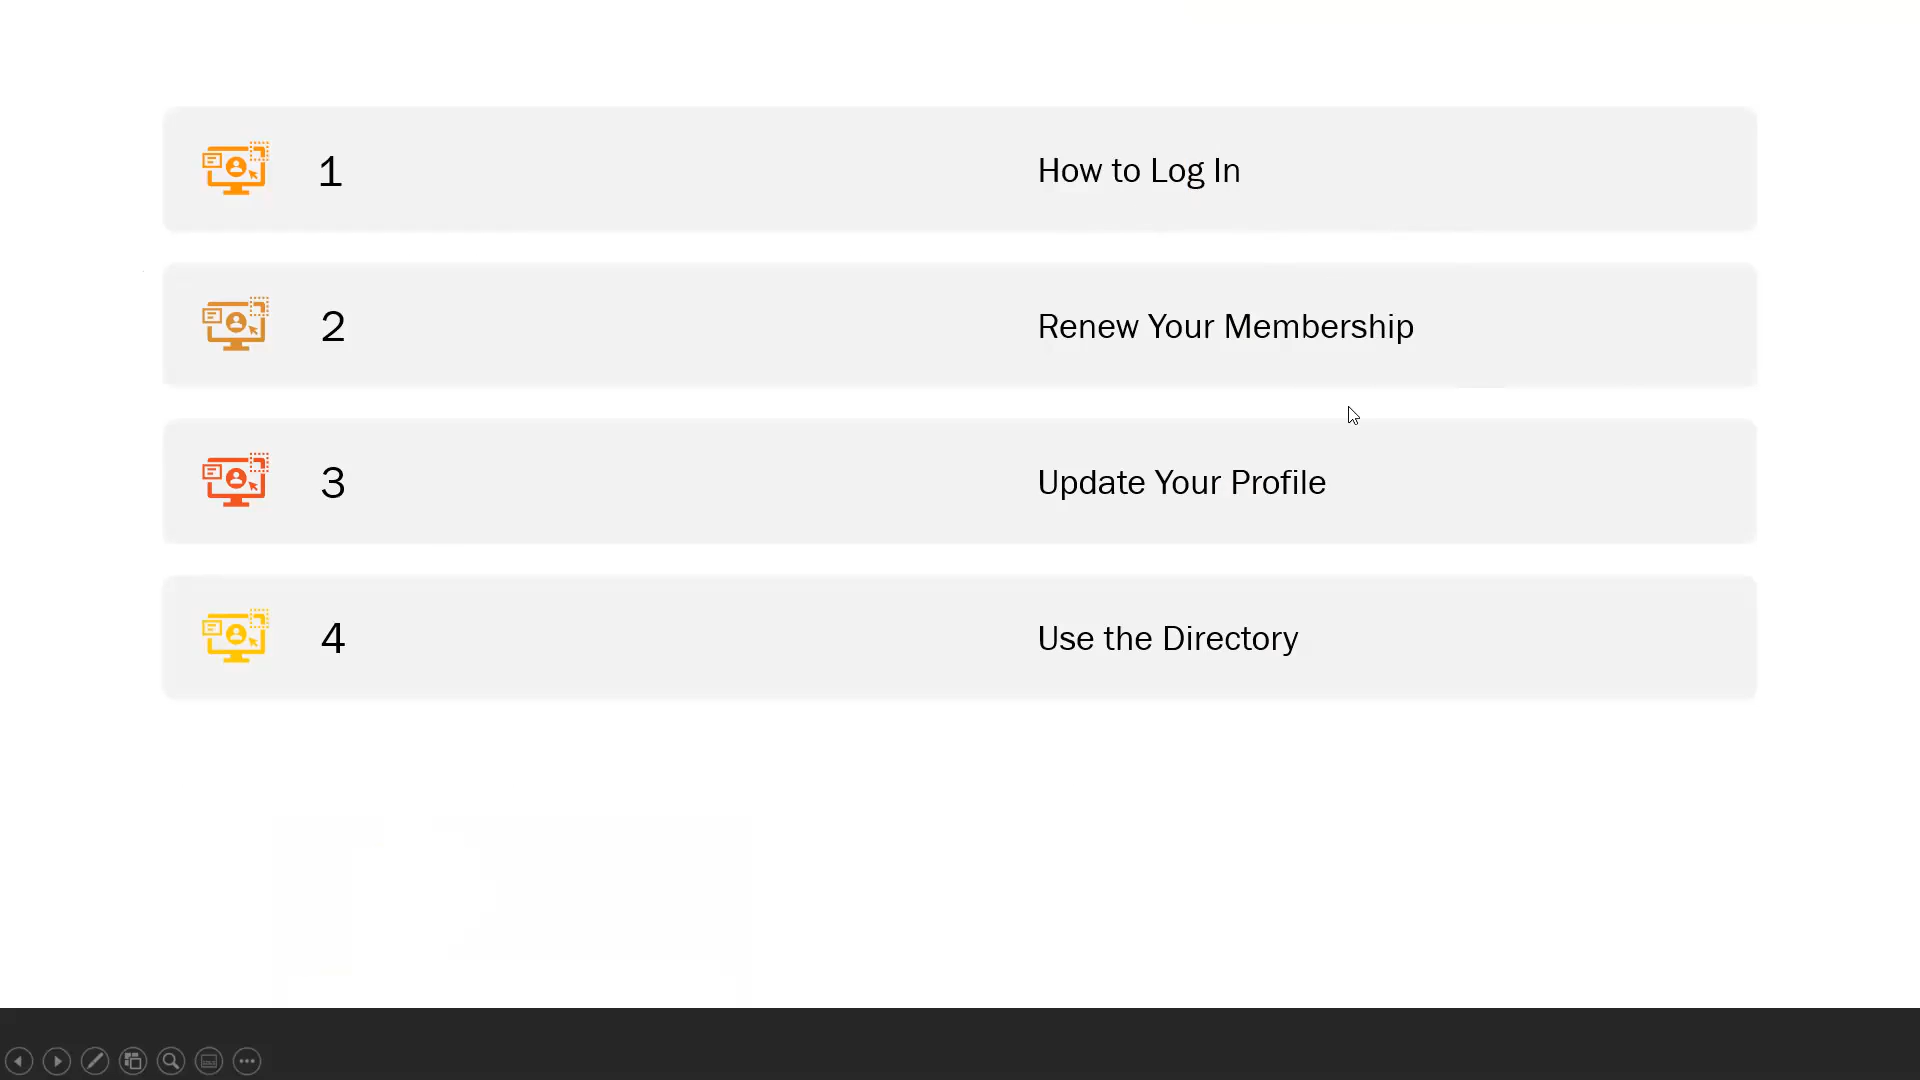 1 How to Log In
2 Renew Your Membership
3 Update Your Profile
4 Use the Directory